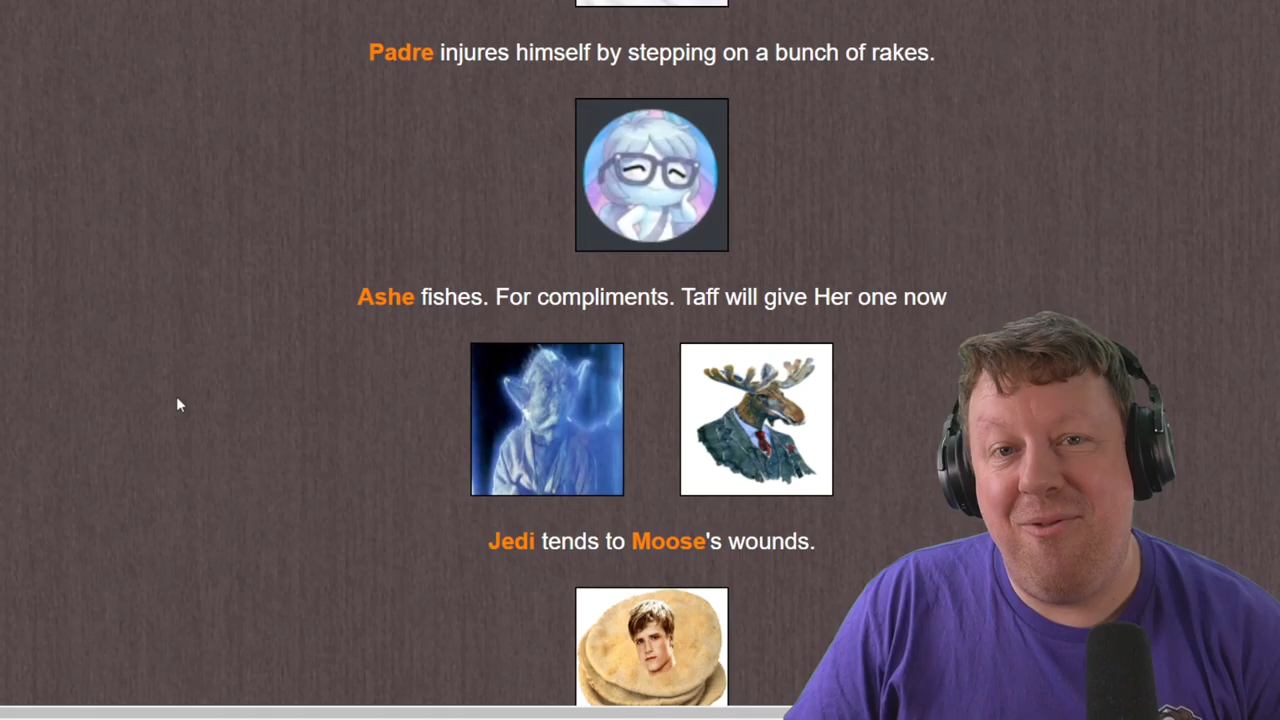 Padre injures himself by stepping on a bunch of rakes.
Ashe fishes. For compliments. Taff will give Her one now
Jedi tends to Moose's wounds.